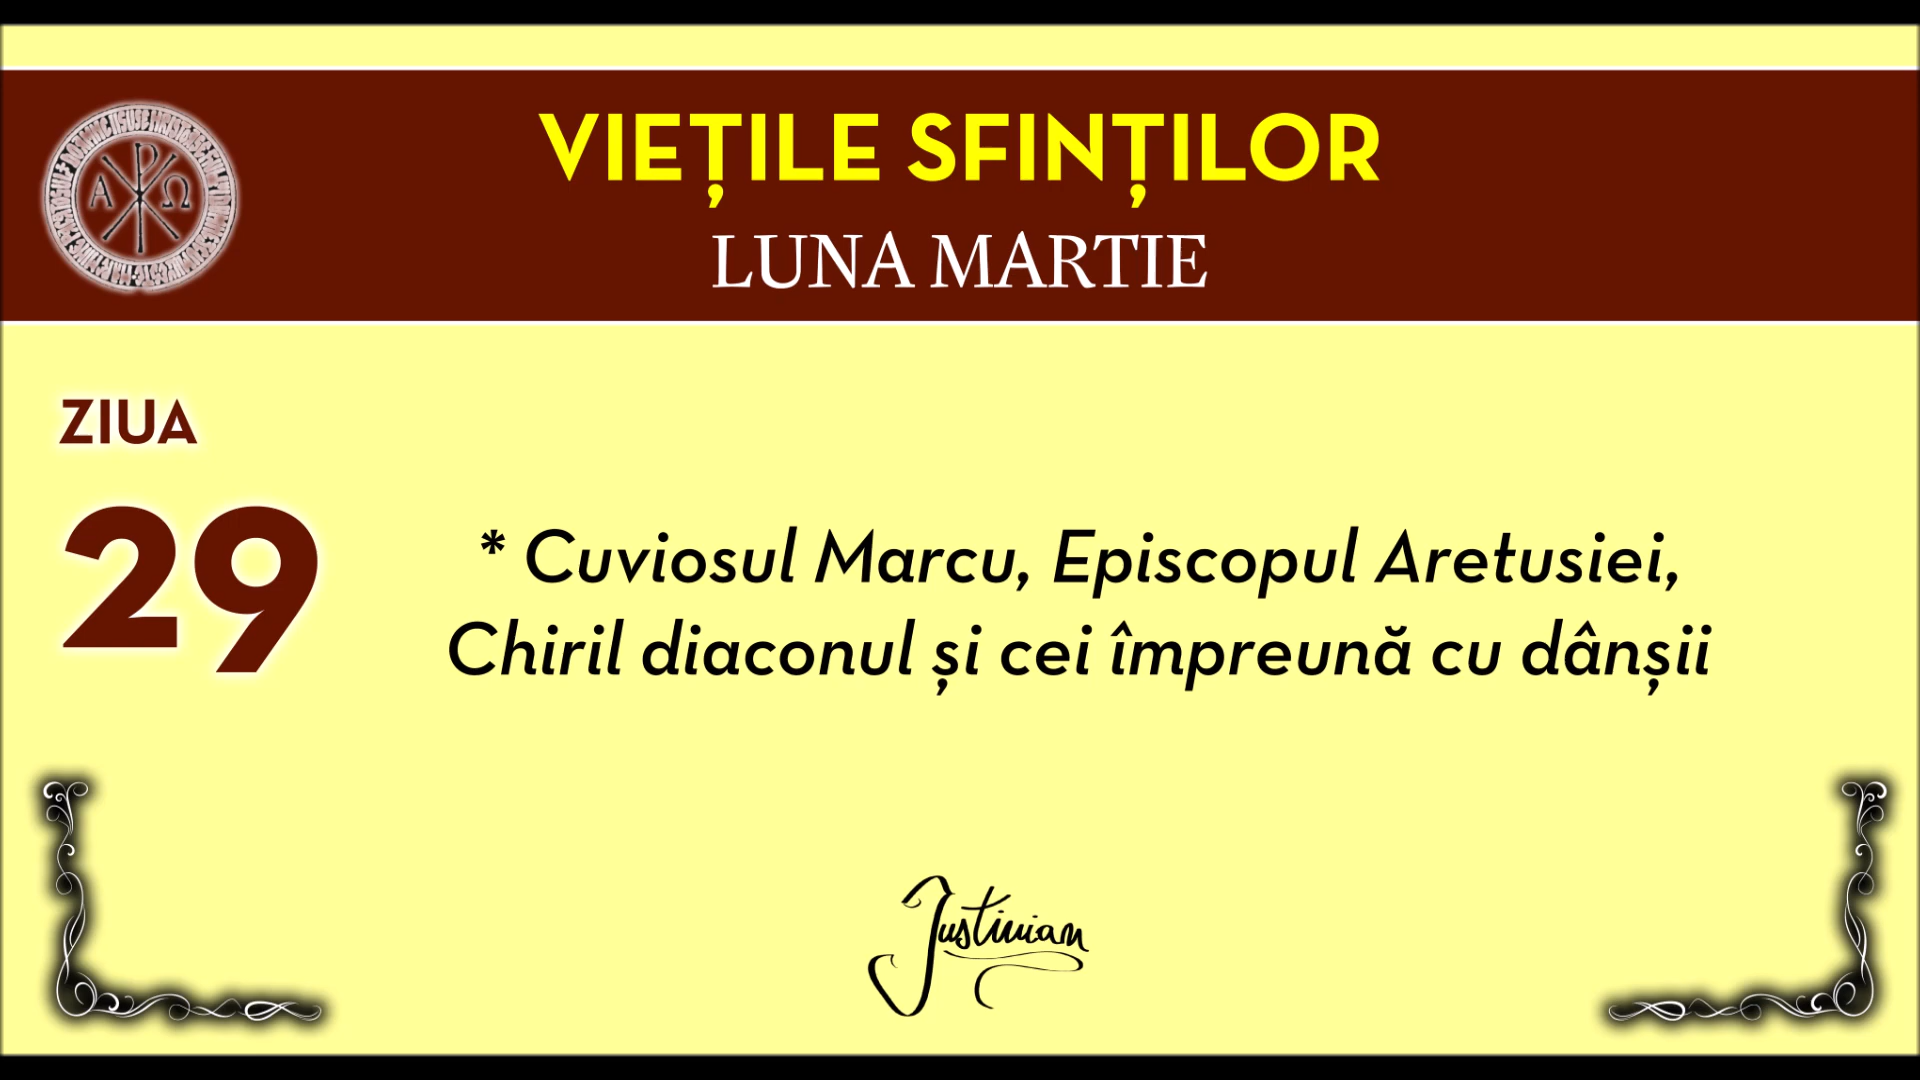 VIEȚILE SFINȚILOR
LUNA MARTIE
ZIUA
29
* Cuviosul Marcu, Episcopul Aretusiei,
Chiril diaconul și cei împreună cu dânșii
Α Ρ Ω
Justinian